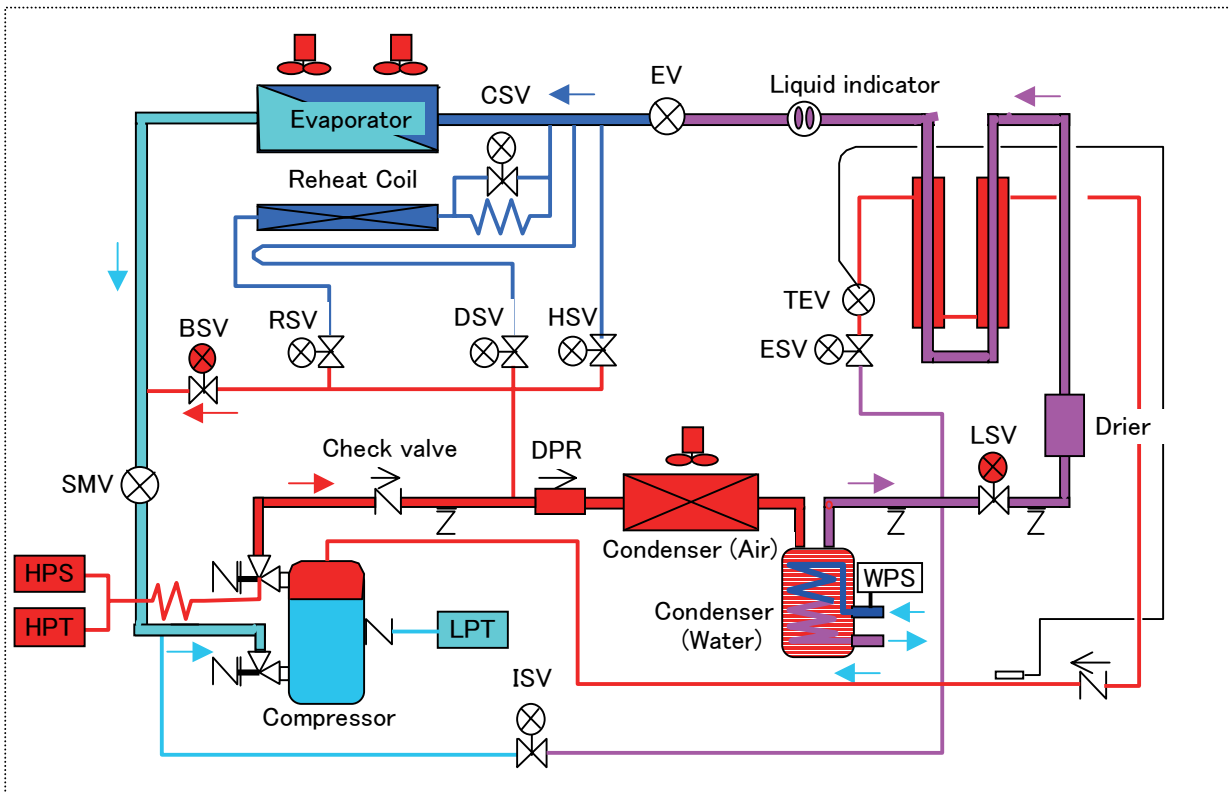 EV
Liquid indicator
CSV
Evaporator
Reheat Coil
TEV
BSV
RSV
DSV
HSV
ESV
LSV
Drier
Check valve
DPR
SMV
Condenser (Air)
HPS
WPS
HPT
LPT
Condenser
(Water)
ISV
Compressor